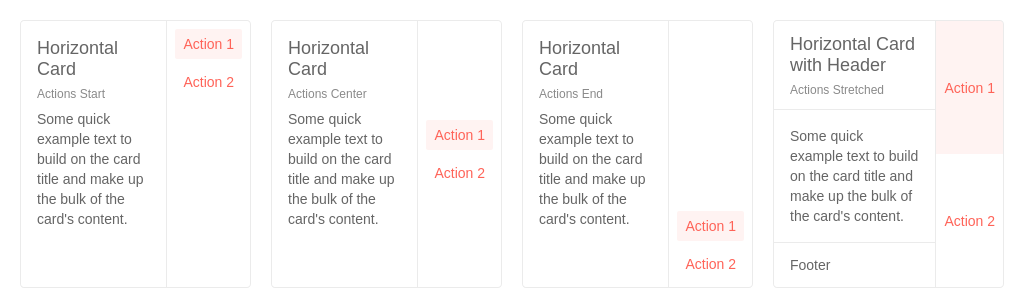 Horizontal
Card
Actions Start
Some quick
example text to
build on the card
title and make up
the bulk of the
card's content.
Action 1
Action 2
Horizontal
Card
Actions Center
Some quick
example text to
build on the card
title and make up
the bulk of the
card's content.
Action 1
Action 2
Horizontal
Card
Actions End
Some quick
example text to
build on the card
title and make up
the bulk of the
card's content.
Action 1
Action 2
Horizontal Card
with Header
Actions Stretched
Some quick
example text to build
on the card title and
make up the bulk of
the card's content.
Footer
Action 1
Action 2